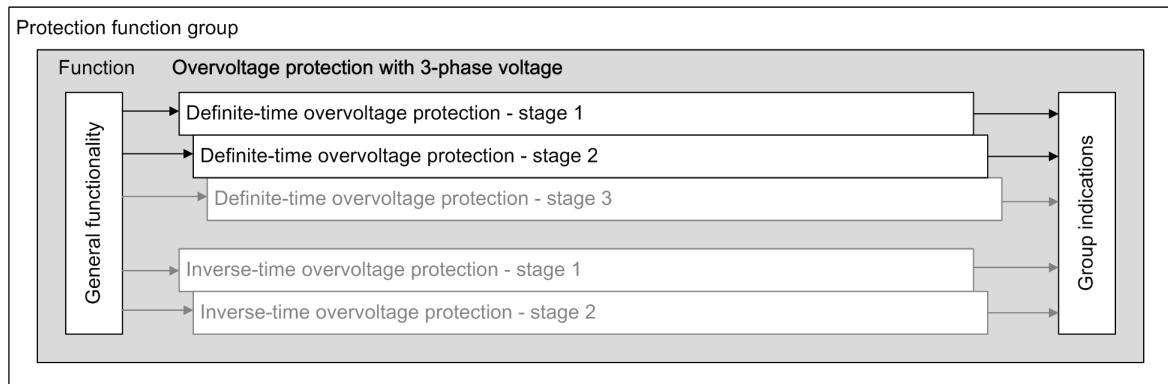 Protection function group
Function Overvoltage protection with 3-phase voltage
General functionality
Definite-time overvoltage protection - stage 1
Definite-time overvoltage protection - stage 2
Definite-time overvoltage protection - stage 3
Inverse-time overvoltage protection - stage 1
Inverse-time overvoltage protection - stage 2
Group indications